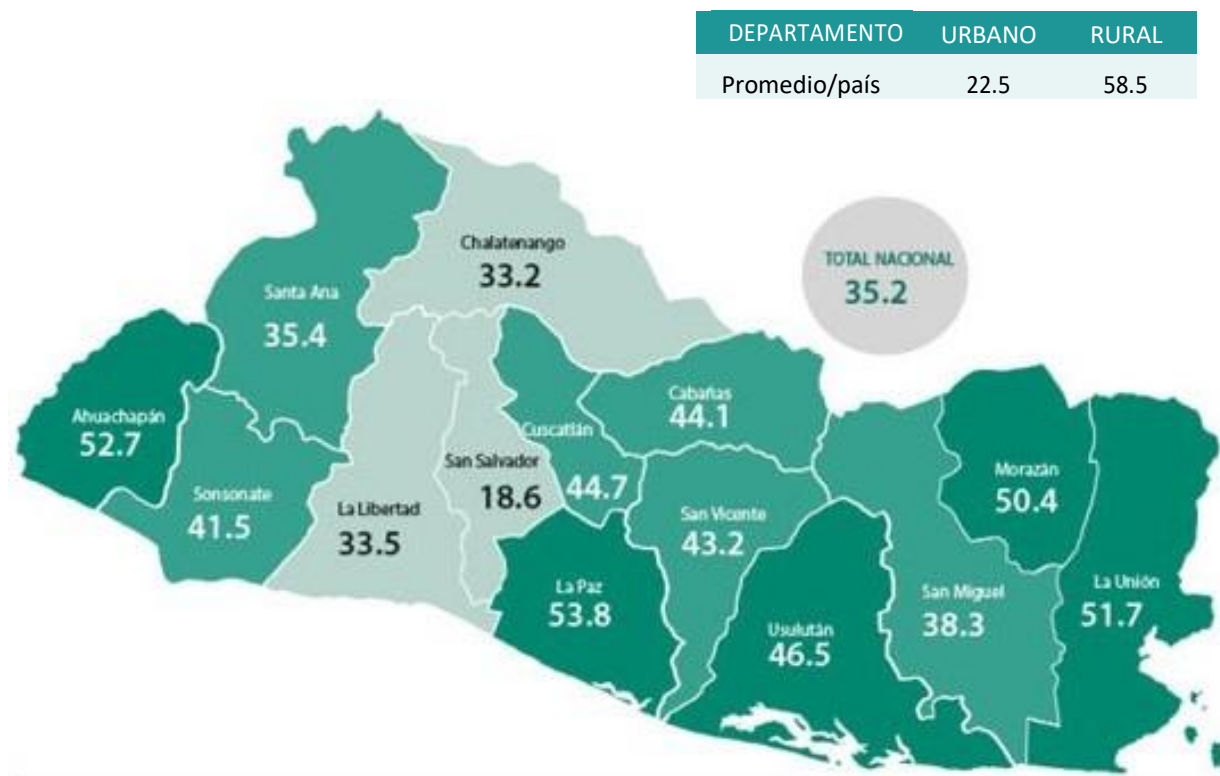 DEPARTAMENTO URBANO RURAL
Promedio/país 22.5 58.5
Chalatenango
33.2
TOTAL NACIONAL
35.2
Santa Ana
35.4
Cabañas
44.1
Ahuachapán
52.7
Cuscatlán
44.7
San Salvador
18.6
Morazán
50.4
Sonsonate
41.5
La Libertad
33.5
San Vicente
43.2
La Paz
53.8
San Miguel
38.3
La Unión
51.7
Usulután
46.5